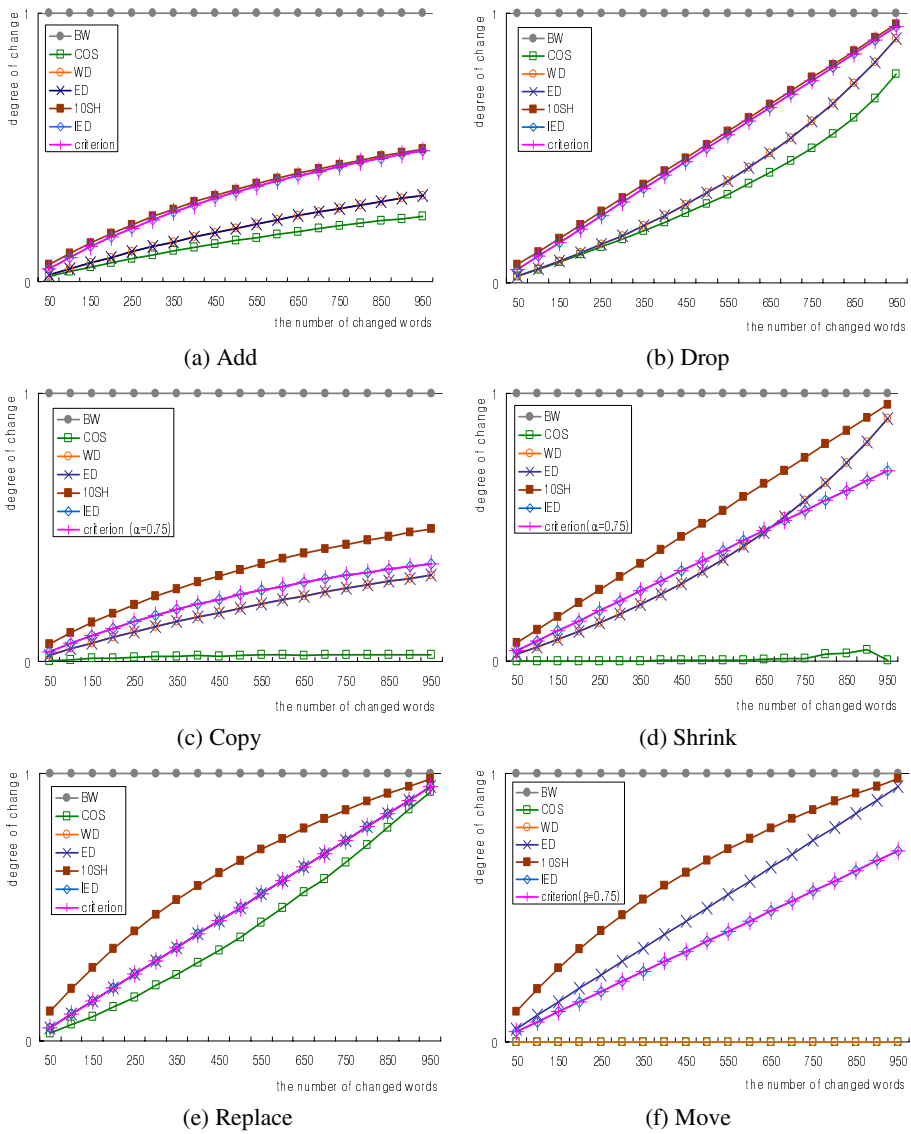 1
degree of change
BW
COS
WD
ED
10SH
IED
criterion
0
50 150 250 350 450 550 650 750 850 950
the number of changed words
(a) Add
1
degree of change
BW
COS
WD
ED
10SH
IED
criterion
0
50 150 250 350 450 550 650 750 850 950
the number of changed words
(b) Drop
1
degree of change
BW
COS
WD
ED
10SH
IED
criterion (α=0.75)
0
50 150 250 350 450 550 650 750 850 950
the number of changed words
(c) Copy
1
degree of change
BW
COS
WD
ED
10SH
IED
criterion(α=0.75)
0
50 150 250 350 450 550 650 750 850 950
the number of changed words
(d) Shrink
1
degree of change
BW
COS
WD
ED
10SH
IED
criterion
0
50 150 250 350 450 550 650 750 850 950
the number of changed words
(e) Replace
1
degree of change
BW
COS
WD
ED
10SH
IED
criterion(β=0.75)
0
50 150 250 350 450 550 650 750 850 950
the number of changed words
(f) Move